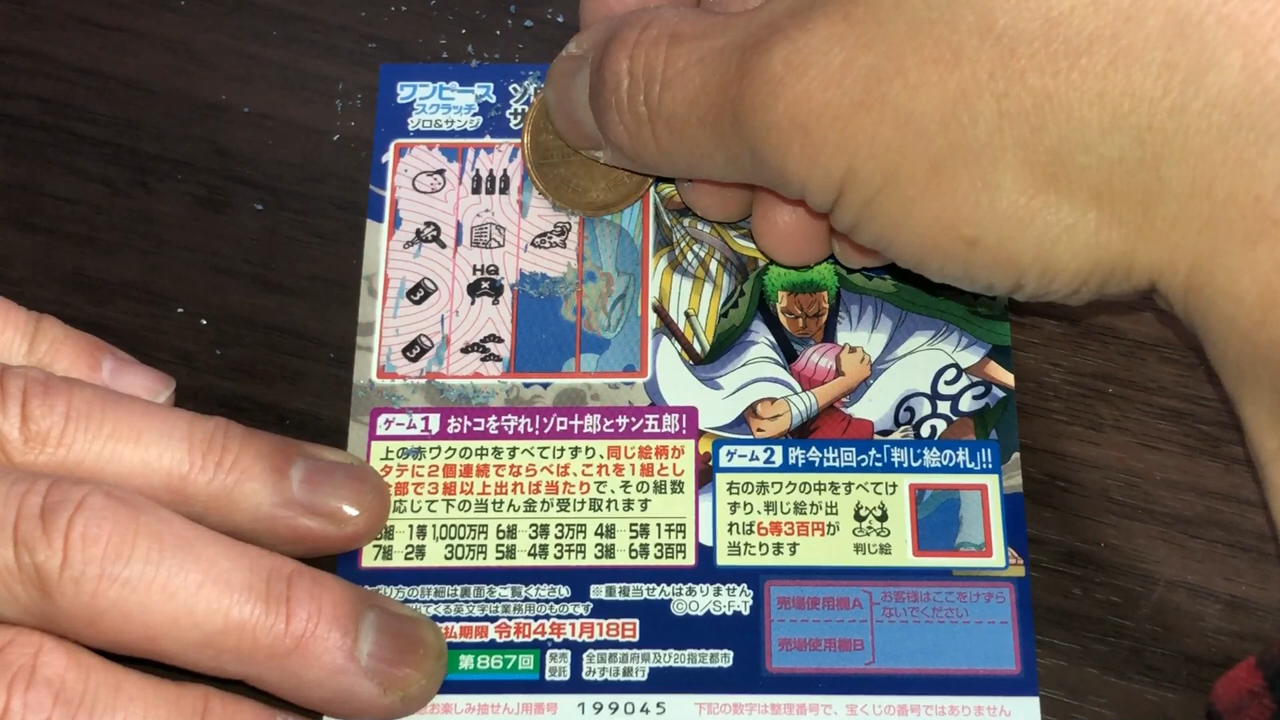 ワンピース
スクラッチ
ゾロ&サンジ
HQ
3
3
ゲーム1 おトコを守れ!ゾロ十郎とサン五郎!
上の赤ワクの中をすべてけずり、同じ絵柄が
タテに2個連続でならべば、これを1組とし
部で3組以上出れば当たりで、その組数
応じて下の当せん金が受け取れます
組…1等1,000万円 6組…3等3万円 4組…5等1千円
7組…2等 30万円 5組…4等3千円 3組…6等3百円
ゲーム2 昨今出回った「判じ絵の札」!!
右の赤ワクの中をすべてけ
ずり、判じ絵が出
れば6等3百円が
当たります
判じ絵
ずり方の詳細は裏面をご覧ください ※重複当せんはありません
出てくる英文字は業務用のものです ©O/S・F・T
払期限 令和4年1月18日
第867回 発売受託 全国都道府県及び20指定都市
みずほ銀行
売場使用欄A お客様はここをけずら
ないでください
売場使用欄B
お楽しみ抽せん」用番号 199045 下記の数字は整理番号で、宝くじの番号ではありません